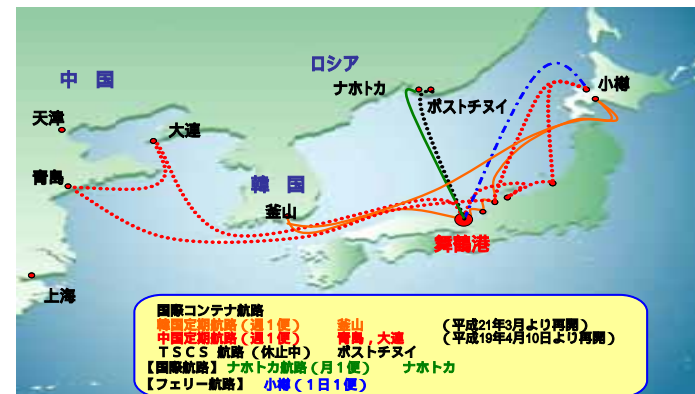 ロシア
中 国
ナホトカ
小樽
ボストチヌイ
天津
大連
青島
韓 国
釜山
舞鶴港
上海
国際コンテナ航路
韓国定期航路(週1便) 釜山 (平成21年3月より再開)
中国定期航路(週1便) 青島,大連 (平成19年4月10日より再開)
TSCS 航路(休止中) ボストチヌイ
【国際航路】ナホトカ航路(月1便) ナホトカ
【フェリー航路】 小樽(1日1便)